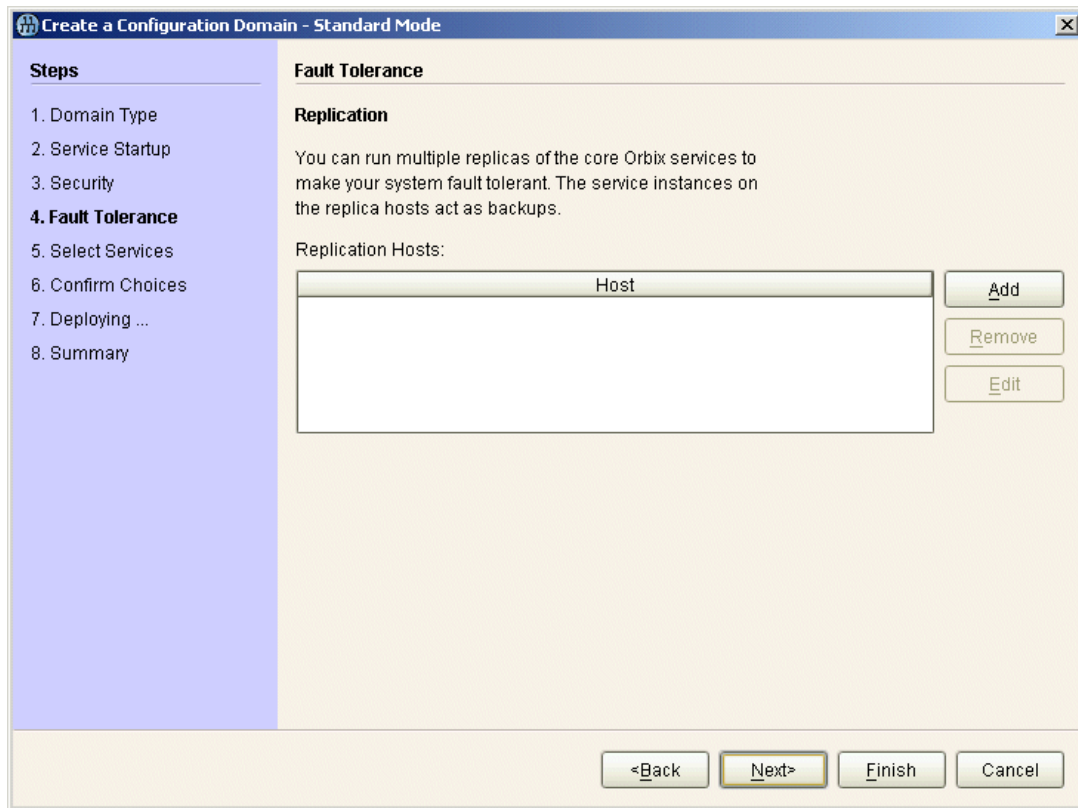 Create a Configuration Domain - Standard Mode
Steps
1. Domain Type
2. Service Startup
3. Security
4. Fault Tolerance
5. Select Services
6. Confirm Choices
7. Deploying ...
8. Summary
Fault Tolerance
Replication
You can run multiple replicas of the core Orbix services to
make your system fault tolerant. The service instances on
the replica hosts act as backups.
Replication Hosts:
Host
Add
Remove
Edit
<Back
Next>
Finish
Cancel